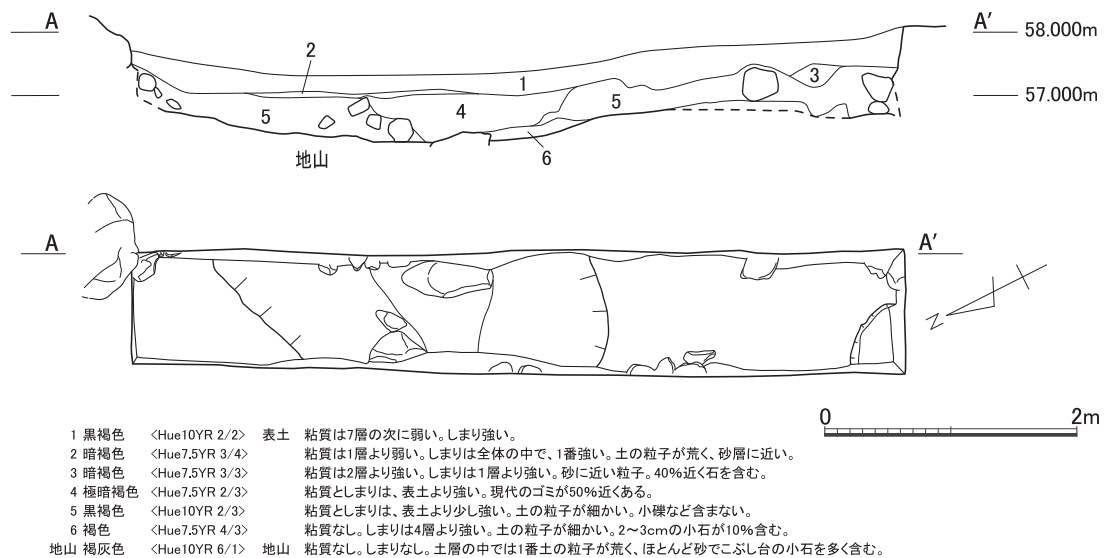 A
A'
58.000m
2
1
3
57.000m
5
4
5
6
地山
A
A'
N
0
2m
1 黒褐色 <Hue10YR 2/2> 表土 粘質は7層の次に弱い。しまり強い。
2 暗褐色 <Hue7.5YR 3/4> 粘質は1層より弱い。しまりは全体の中で、1番強い。土の粒子が荒く、砂層に近い。
3 暗褐色 <Hue7.5YR 3/3> 粘質は2層より強い。しまりは1層より強い。砂に近い粒子。40%近く石を含む。
4 極暗褐色 <Hue7.5YR 2/3> 粘質としまりは、表土より強い。現代のゴミが50%近くある。
5 黒褐色 <Hue10YR 2/3> 粘質としまりは、表土より少し強い。土の粒子が細かい。小礫など含まない。
6 褐色 <Hue7.5YR 4/3> 粘質なし。しまりは4層より強い。土の粒子が細かい。2~3cmの小石が10%含む。
地山 褐灰色 <Hue10YR 6/1> 地山 粘質なし。しまりなし。土層の中では1番土の粒子が荒く、ほとんど砂でこぶし台の小石を多く含む。